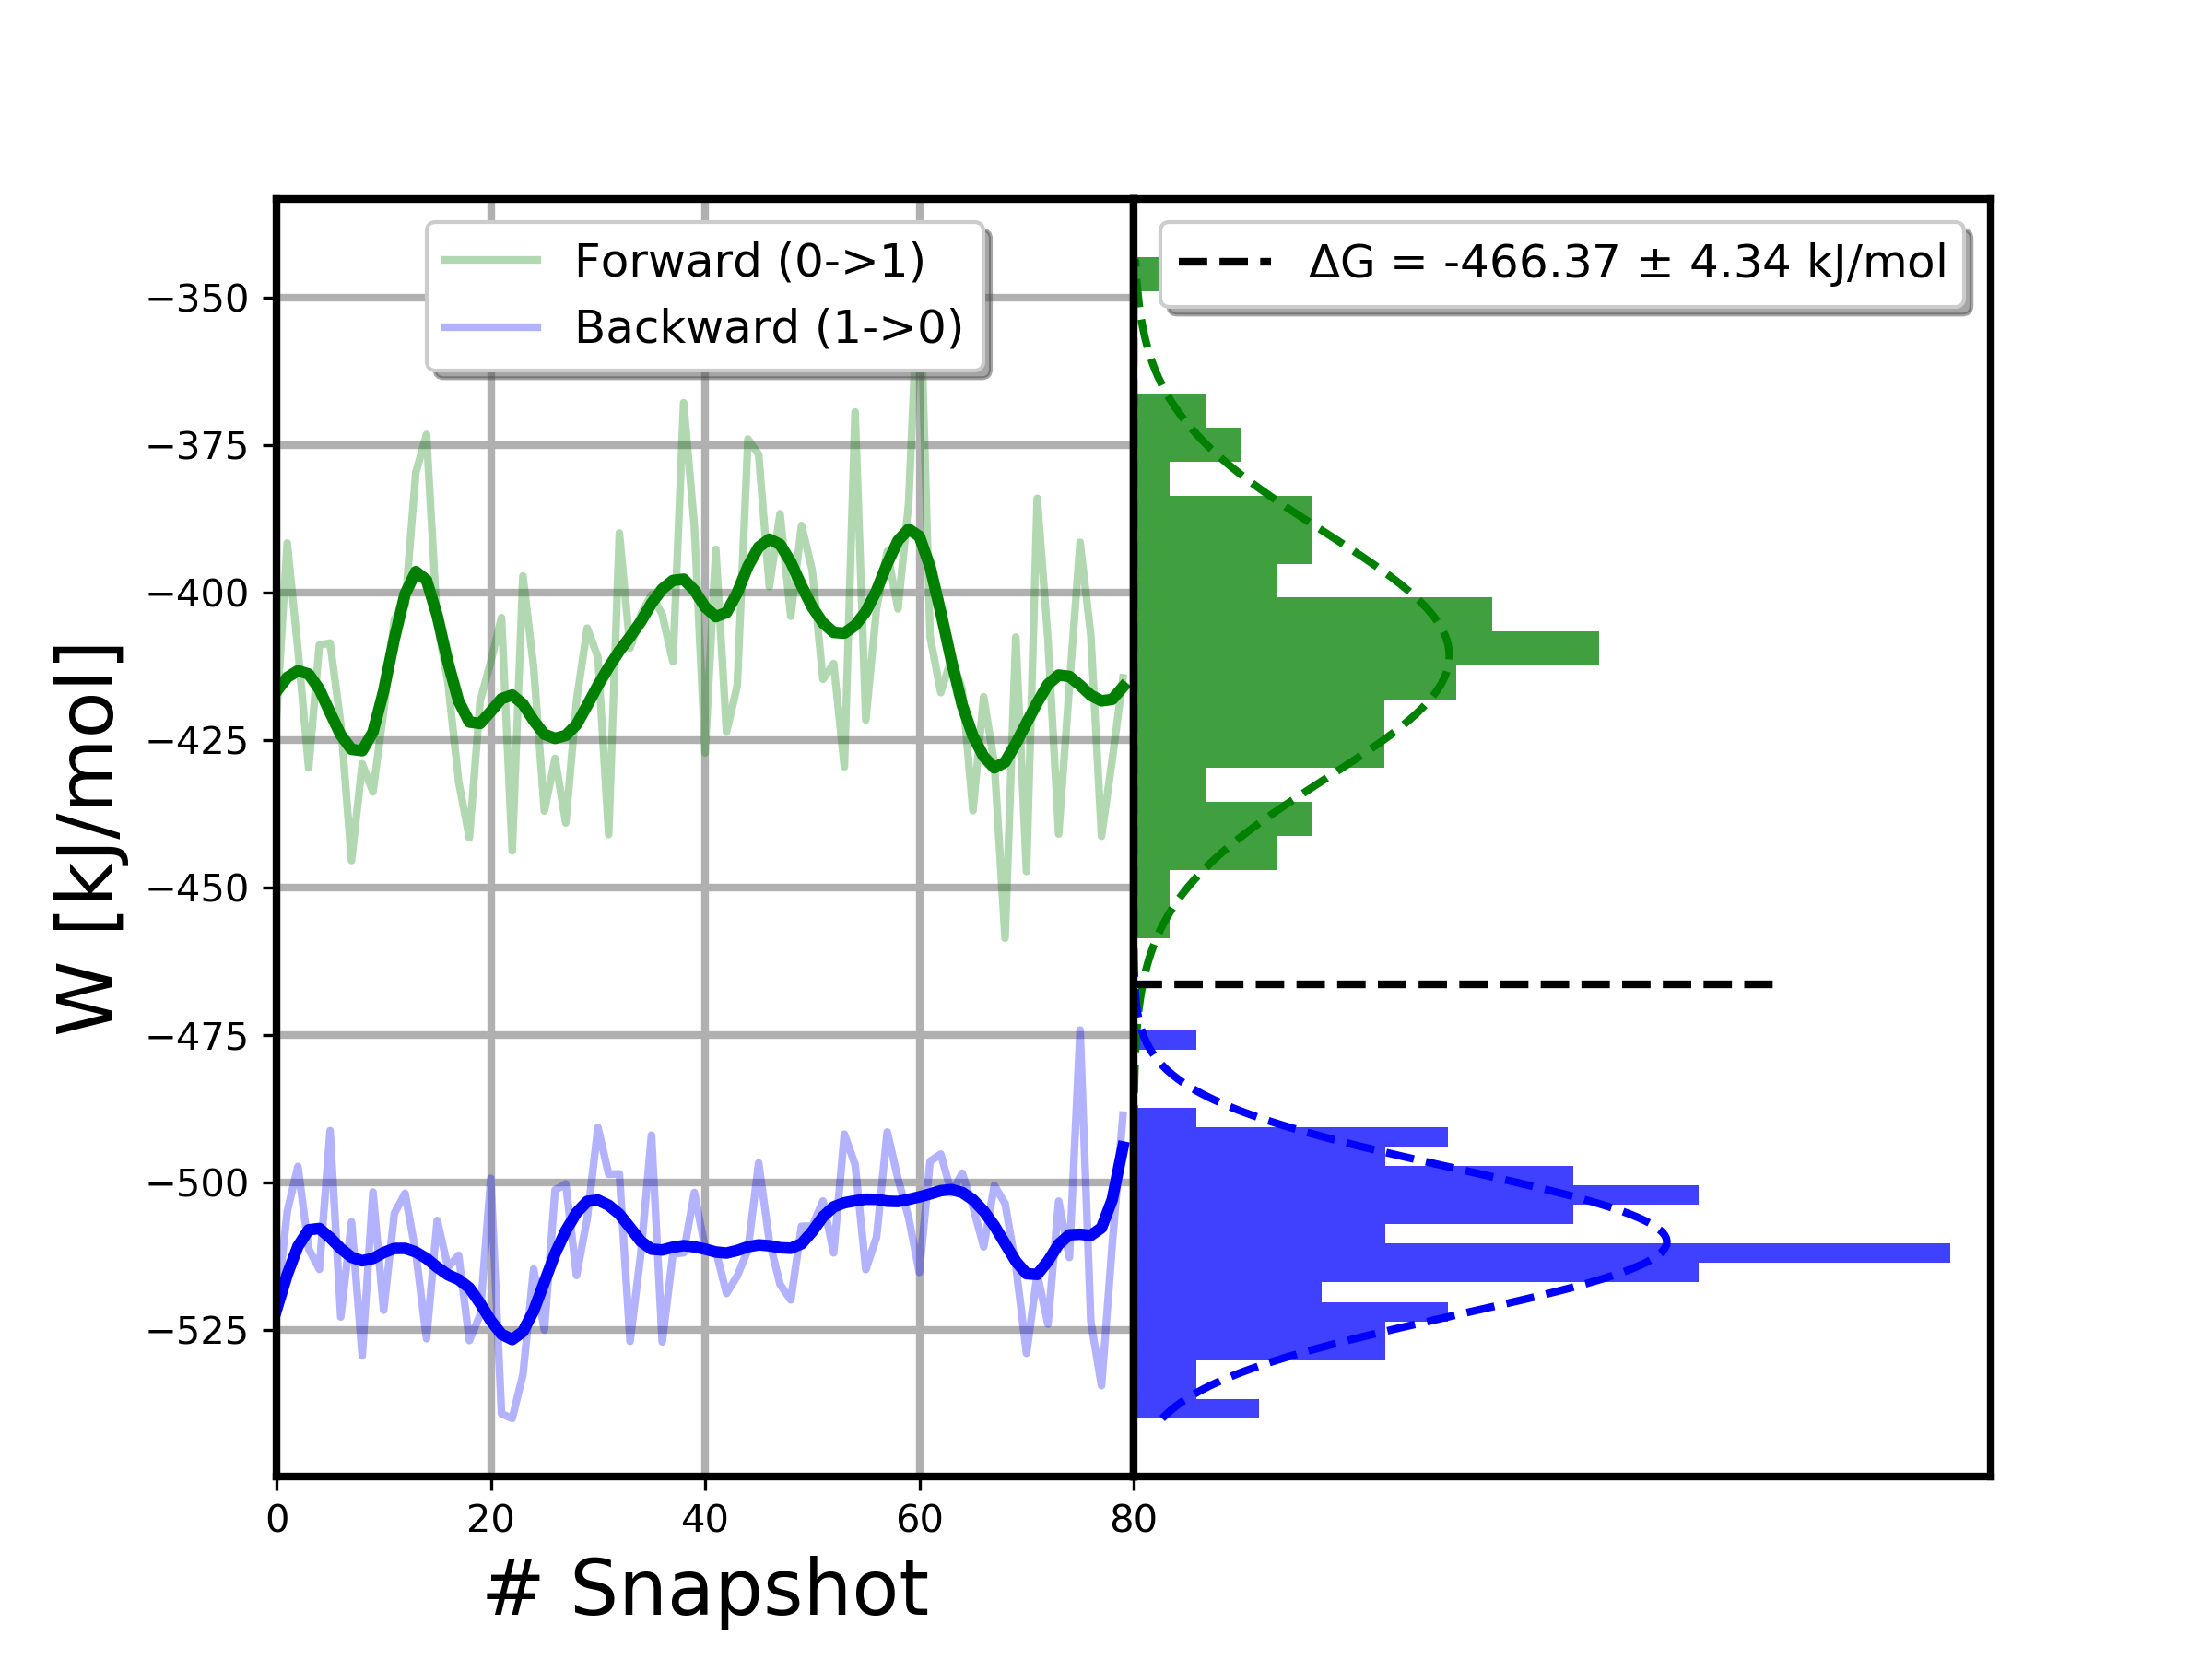 Forward (0->1)
Backward (1->0)
ΔG = -466.37 ± 4.34 kJ/mol
W [kJ/mol]
−350
−375
−400
−425
−450
−475
−500
−525
0 20 40 60 80
# Snapshot